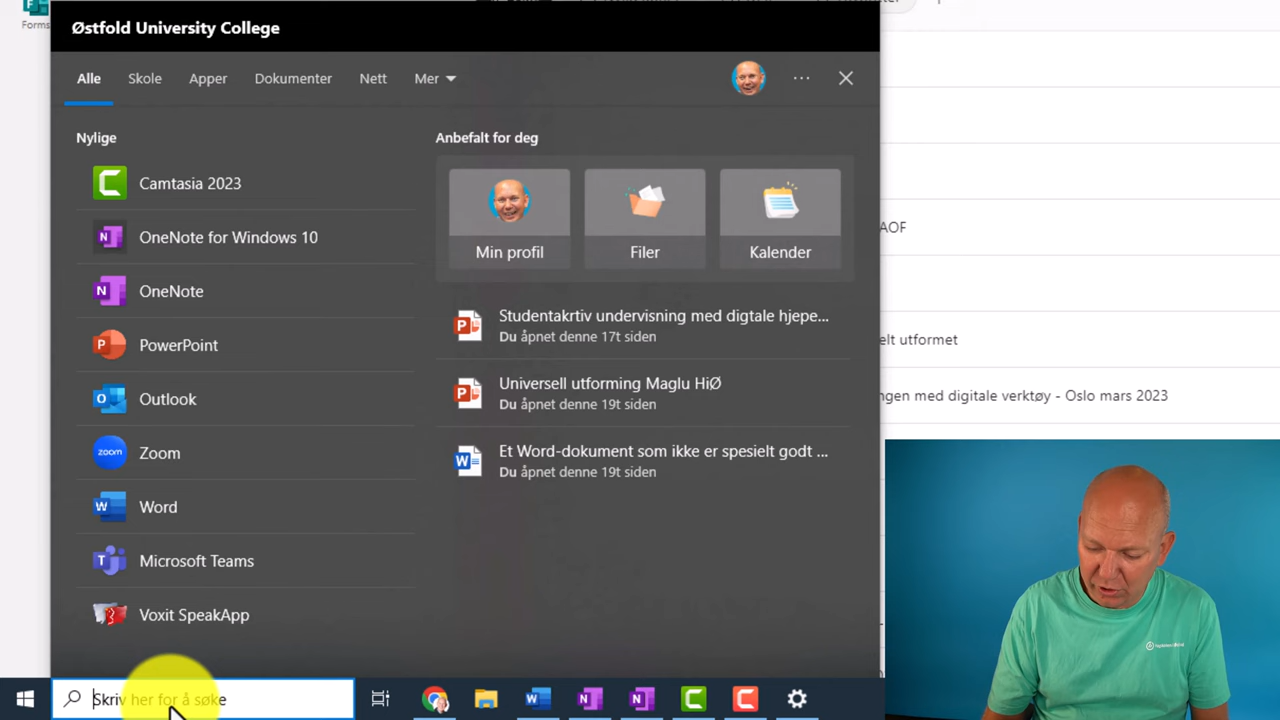 Forms
Østfold University College
Alle Skole Apper Dokumenter Nett Mer
Nylige
Camtasia 2023
OneNote for Windows 10
OneNote
PowerPoint
Outlook
zoom Zoom
Word
Microsoft Teams
Voxit SpeakApp
Anbefalt for deg
Min profil Filer Kalender
Studentakrtiv undervisning med digtale hjepe...
Du åpnet denne 17t siden
Universell utforming Maglu HiØ
Du åpnet denne 19t siden
Et Word-dokument som ikke er spesielt godt ...
Du åpnet denne 19t siden
AOF
elt utformet
ngen med digitale verktøy - Oslo mars 2023
Skriv her for å søke